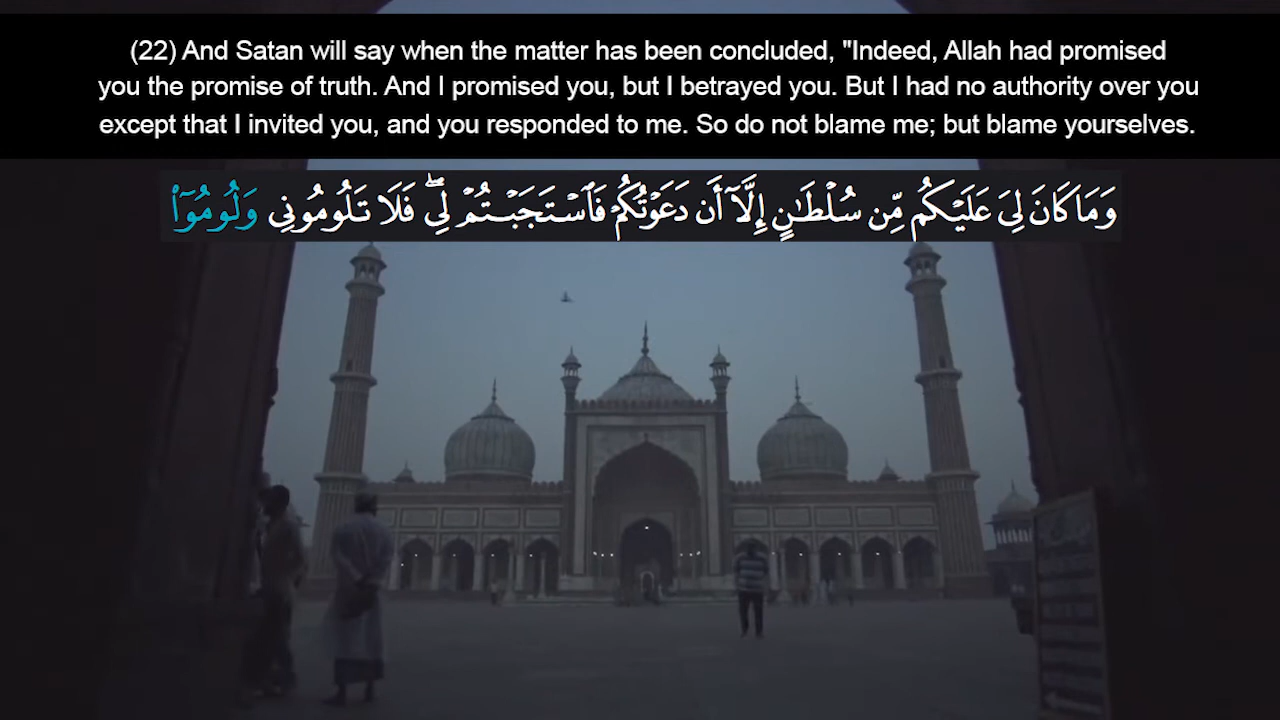 (22) And Satan will say when the matter has been concluded, "Indeed, Allah had promised
you the promise of truth. And I promised you, but I betrayed you. But I had no authority over you
except that I invited you, and you responded to me. So do not blame me; but blame yourselves.
وَمَا كَانَ لِىَ عَلَيْكُم مِّن سُلْطَـٰنٍ إِلَّآ أَن دَعَوْتُكُمْ فَٱسْتَجَبْتُمْ لِى ۖ فَلَا تَلُومُونِى وَلُومُوٓا۟